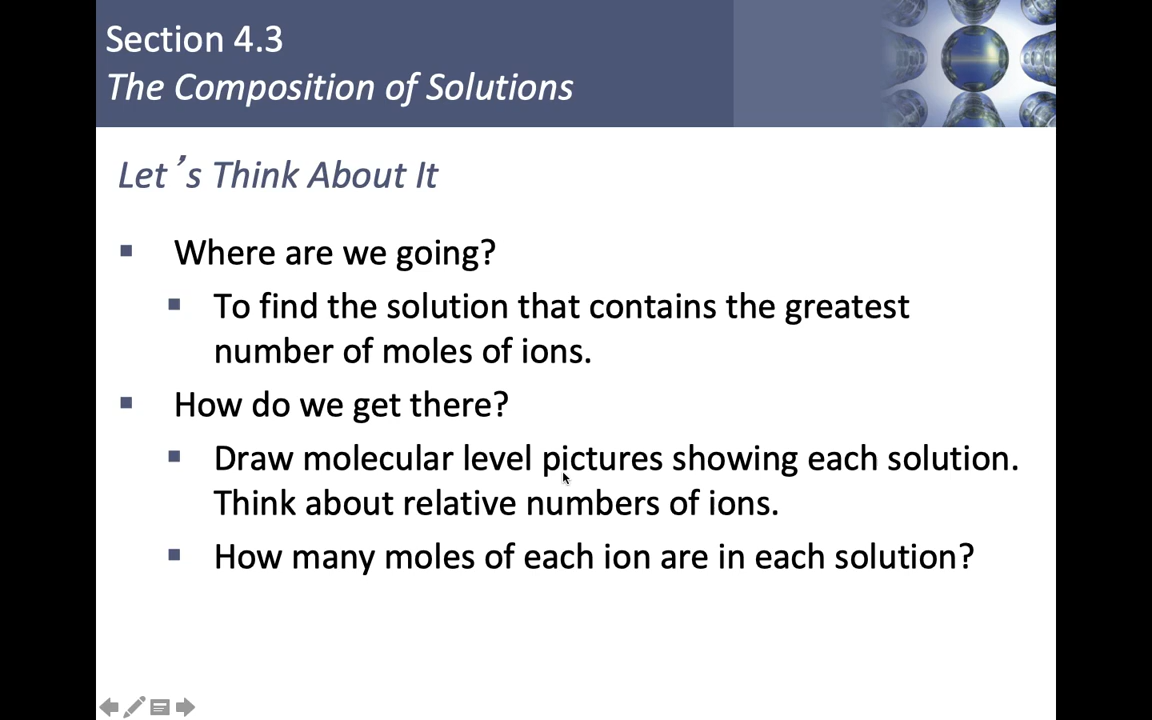 Section 4.3
The Composition of Solutions
Let’s Think About It
Where are we going?
To find the solution that contains the greatest
number of moles of ions.
How do we get there?
Draw molecular level pictures showing each solution.
Think about relative numbers of ions.
How many moles of each ion are in each solution?